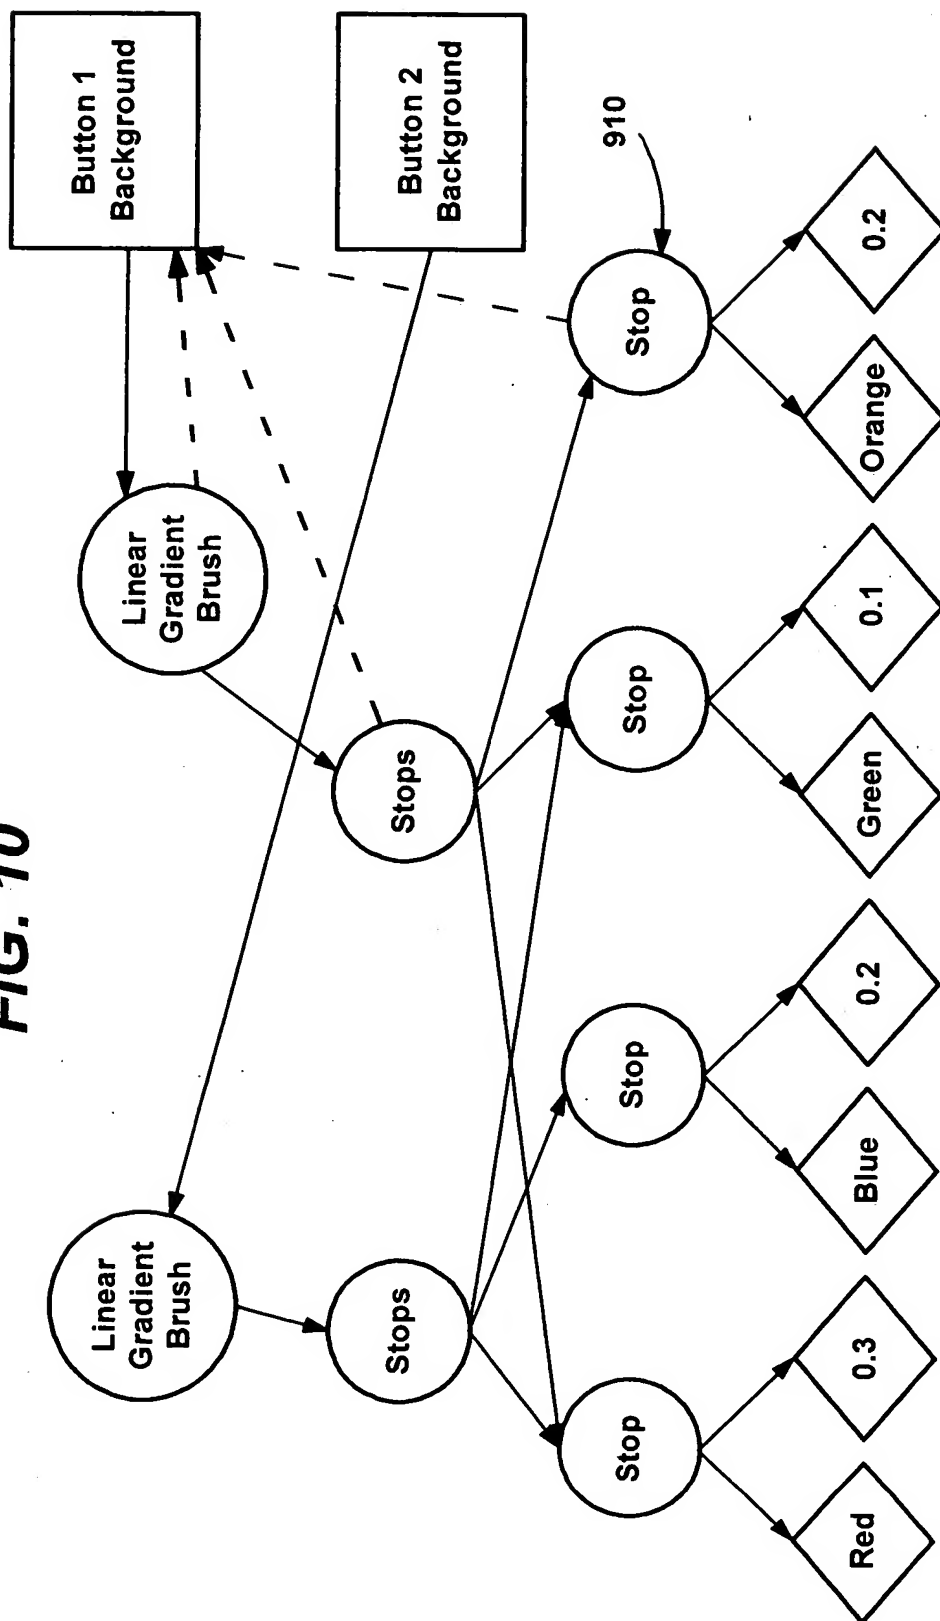 FIG. 10
Linear
Gradient
Brush
Linear
Gradient
Brush
Button 1
Background
Stops
Stops
Button 2
Background
Stop
Stop
Stop
Stop
910
Red
0.3
Blue
0.2
Green
0.1
Orange
0.2